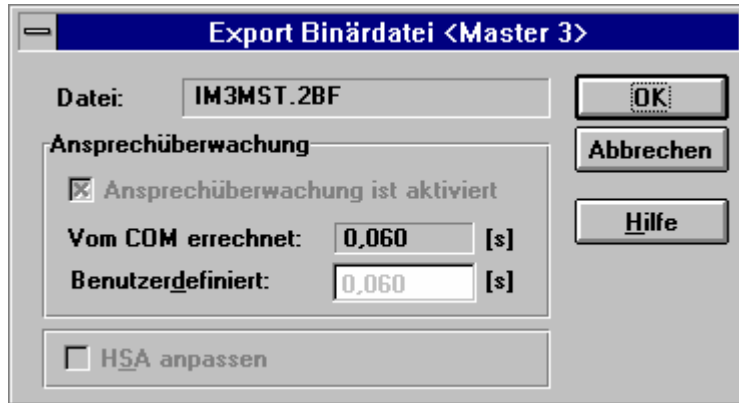 Export Binärdatei <Master 3>
Datei: IM3MST.2BF
OK
Ansprechüberwachung
Abbrechen
Ansprechüberwachung ist aktiviert
Vom COM errechnet: 0,060 [s]
Hilfe
Benutzerdefiniert: 0,060 [s]
HSA anpassen